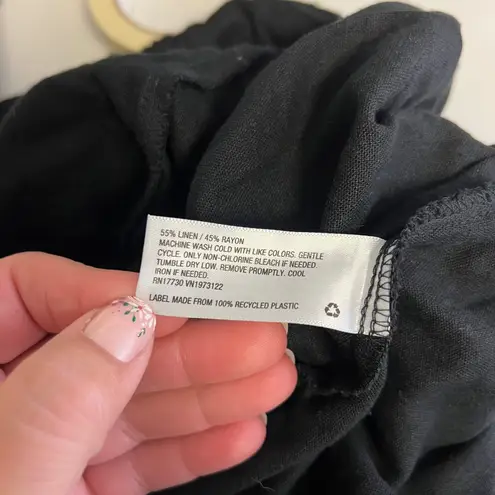 55% LINEN / 45% RAYON
MACHINE WASH COLD WITH LIKE COLORS. GENTLE
CYCLE. ONLY NON-CHLORINE BLEACH IF NEEDED.
TUMBLE DRY LOW. REMOVE PROMPTLY. COOL
IRON IF NEEDED.
RN17730 VN1973122
LABEL MADE FROM 100% RECYCLED PLASTIC